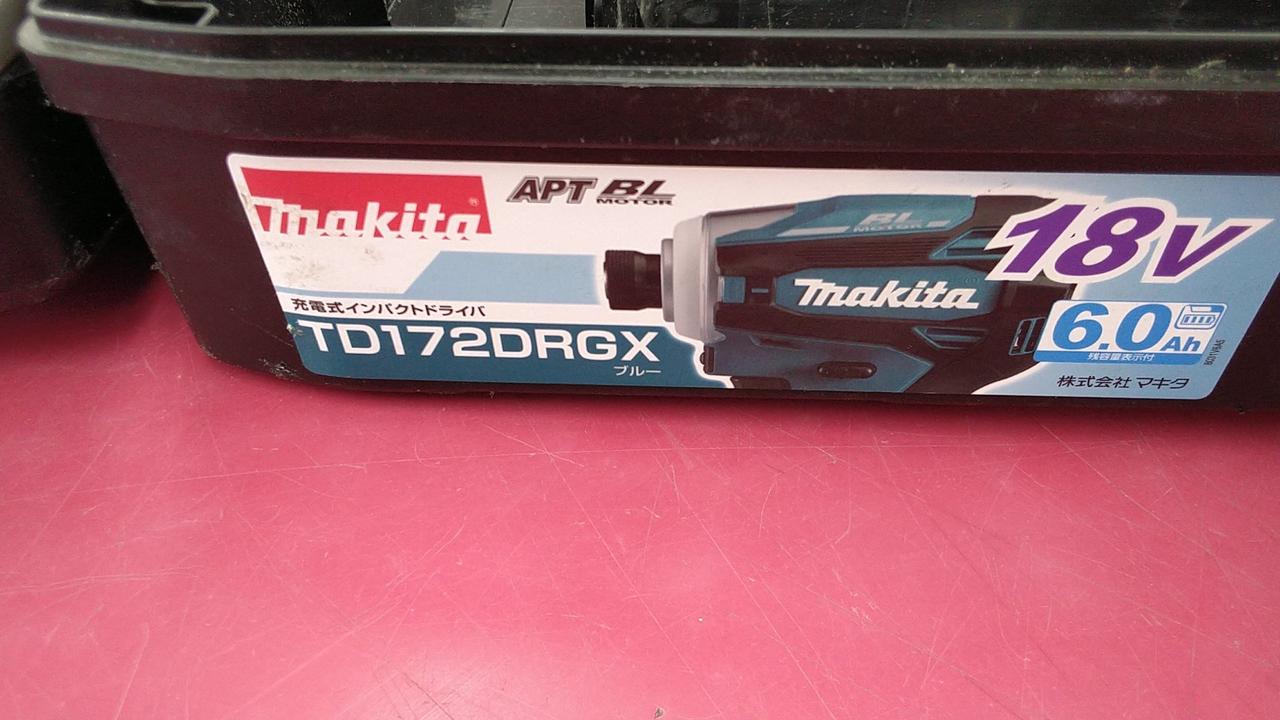 makita®
APT BL MOTOR
BL MOTOR
makita
18V
6.0Ah
残容量表示付
充電式インパクトドライバ
TD172DRGX
ブルー
株式会社 マキタ